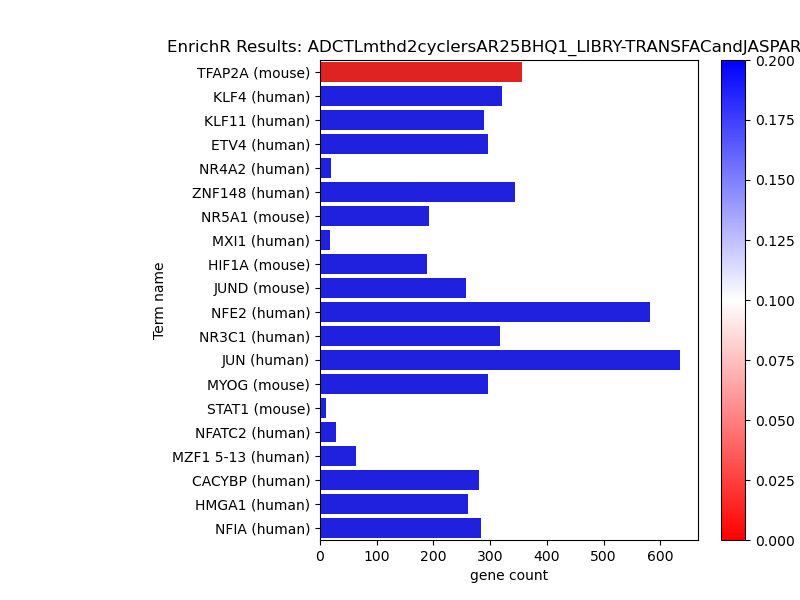 EnrichR Results: ADCTLmthd2cyclersAR25BHQ1_LIBRY-TRANSFACandJASPAR
TFAP2A (mouse)
KLF4 (human)
KLF11 (human)
ETV4 (human)
NR4A2 (human)
ZNF148 (human)
NR5A1 (mouse)
MXI1 (human)
HIF1A (mouse)
JUND (mouse)
NFE2 (human)
NR3C1 (human)
JUN (human)
MYOG (mouse)
STAT1 (mouse)
NFATC2 (human)
MZF1 5-13 (human)
CACYBP (human)
HMGA1 (human)
NFIA (human)
Term name
0 100 200 300 400 500 600
gene count
0.200
0.175
0.150
0.125
0.100
0.075
0.050
0.025
0.000